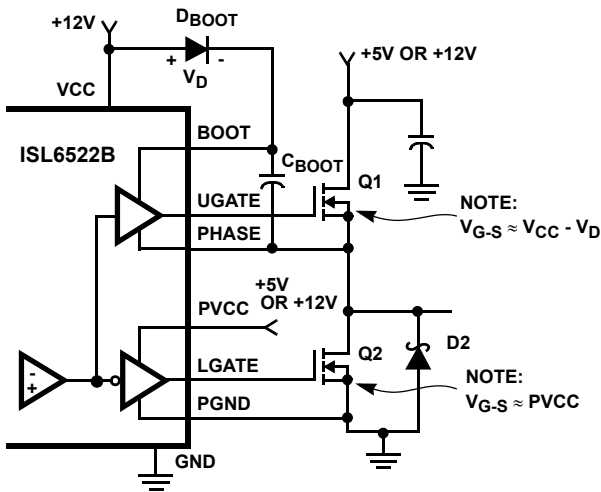 +12V
DBOOT
+ VD -
+5V OR +12V
VCC
BOOT
ISL6522B
CBOOT
Q1
UGATE
NOTE:
VG-S ≈ VCC - VD
PHASE
+5V
OR +12V
PVCC
D2
Q2
LGATE
NOTE:
VG-S ≈ PVCC
PGND
- +
GND